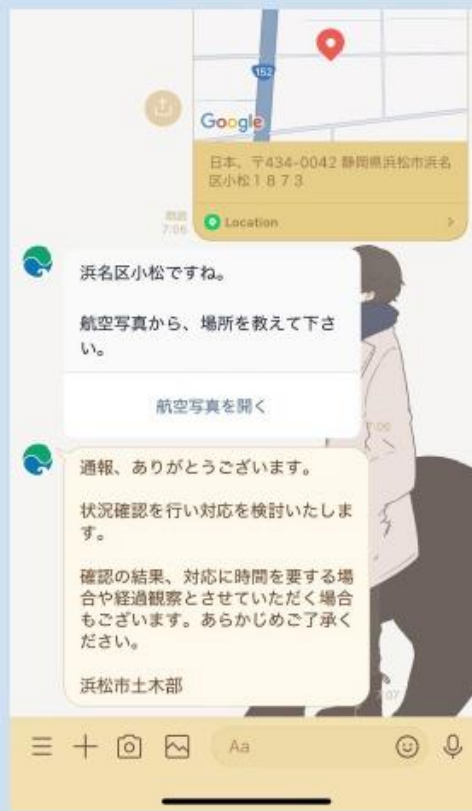 152
Google
日本、〒434-0042 静岡県浜松市浜名
区小松1873
既読
7:06
Location
浜名区小松ですね。
航空写真から、場所を教えて下さ
い。
航空写真を開く
7:06
通報、ありがとうございます。
状況確認を行い対応を検討いたしま
す。
確認の結果、対応に時間を要する場
合や経過観察とさせていただく場合
もございます。あらかじめご了承く
ださい。
浜松市土木部
7:07
Aa